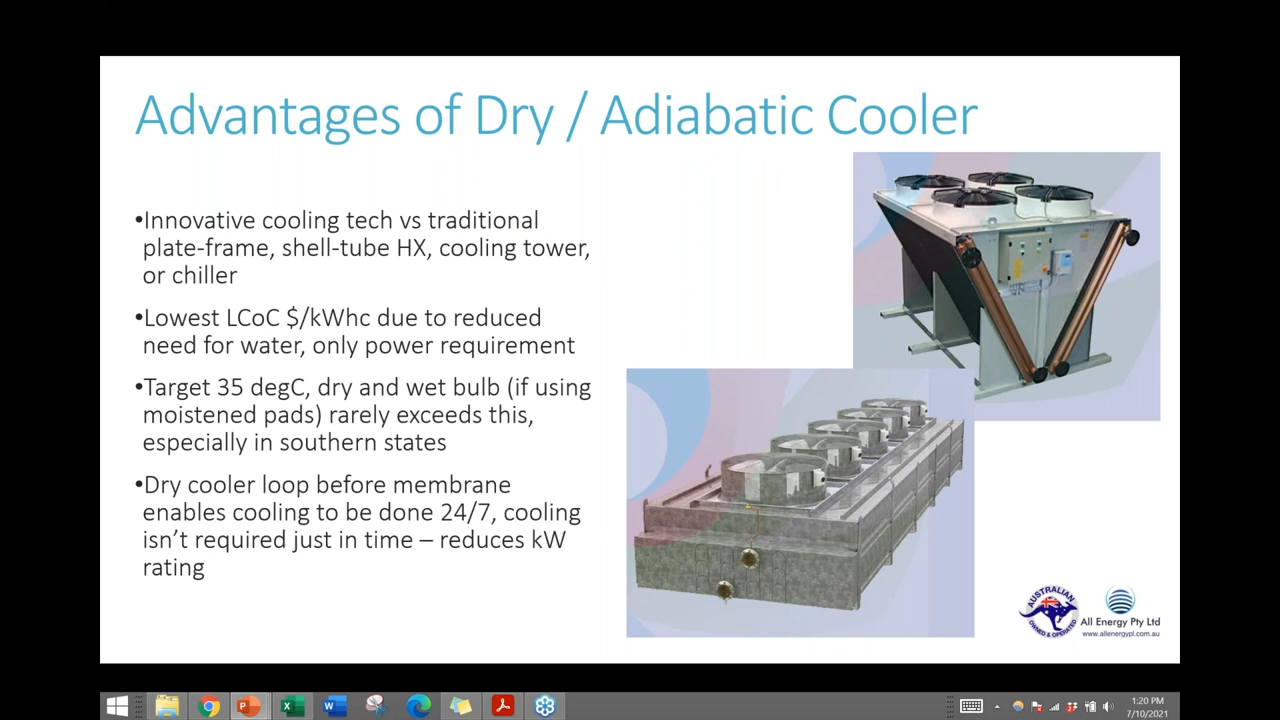 Advantages of Dry / Adiabatic Cooler
•Innovative cooling tech vs traditional
plate-frame, shell-tube HX, cooling tower,
or chiller
•Lowest LCoC $/kWhc due to reduced
need for water, only power requirement
•Target 35 degC, dry and wet bulb (if using
moistened pads) rarely exceeds this,
especially in southern states
•Dry cooler loop before membrane
enables cooling to be done 24/7, cooling
isn’t required just in time – reduces kW
rating
AUSTRALIAN
OWNED & OPERATED
All Energy Pty Ltd
www.allenergypl.com.au
1:20 PM
7/10/2021